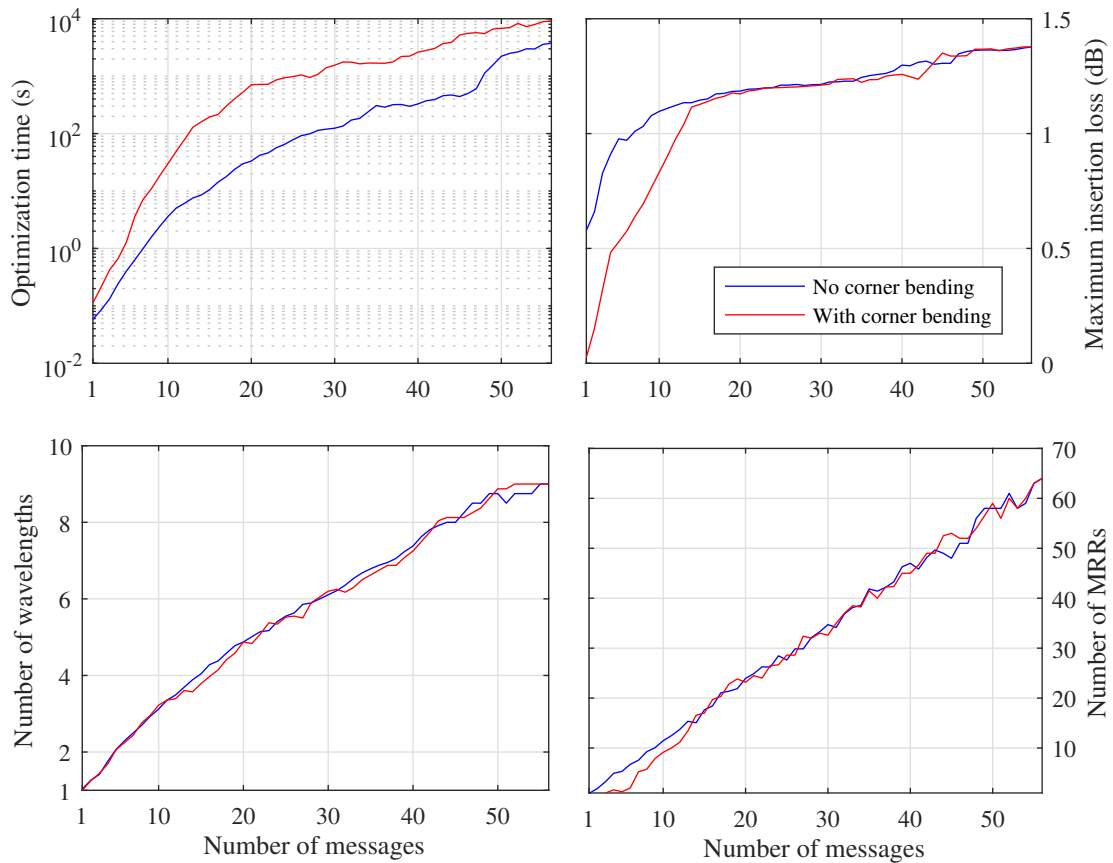 Optimization time (s)
10^4
10^2
10^0
10^-2
1 10 20 30 40 50
Maximum insertion loss (dB)
1.5
1
0.5
0
1 10 20 30 40 50
No corner bending
With corner bending
Number of wavelengths
10
8
6
4
2
1
1 10 20 30 40 50
Number of messages
Number of MRRs
70
60
50
40
30
20
10
1 10 20 30 40 50
Number of messages